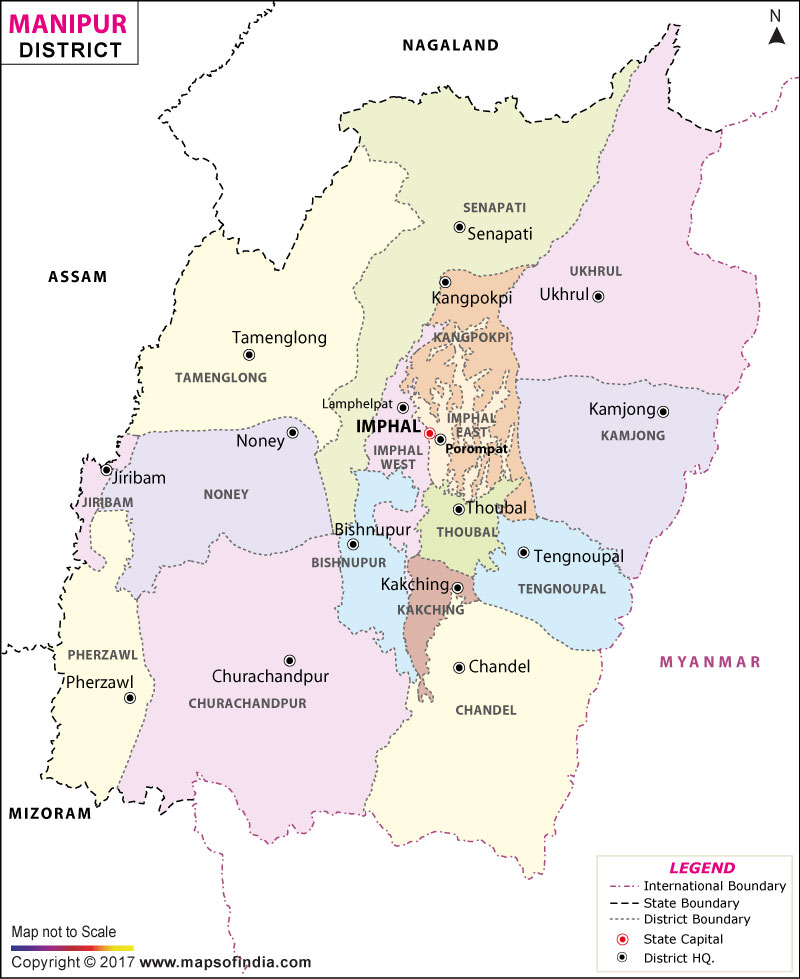 MANIPUR
DISTRICT
N
NAGALAND
SENAPATI
Senapati
ASSAM
UKHRUL
Kangpokpi
Ukhrul
Tamenglong
KANGPOKPI
TAMENGLONG
Lamphelpat
Kamjong
IMPHAL
IMPHAL
EAST
KAMJONG
Noney
IMPHAL
WEST
Porompat
Jiribam
JIRIBAM
NONEY
Thoubal
Bishnupur
THOUBAL
BISHNUPUR
Tengnoupal
Kakching
TENGNOUPAL
KAKCHING
PHERZAWL
MYANMAR
Pherzawl
Churachandpur
Chandel
CHURACHANDPUR
CHANDEL
MIZORAM
LEGEND
International Boundary
State Boundary
District Boundary
State Capital
District HQ.
Map not to Scale
Copyright © 2017 www.mapsofindia.com